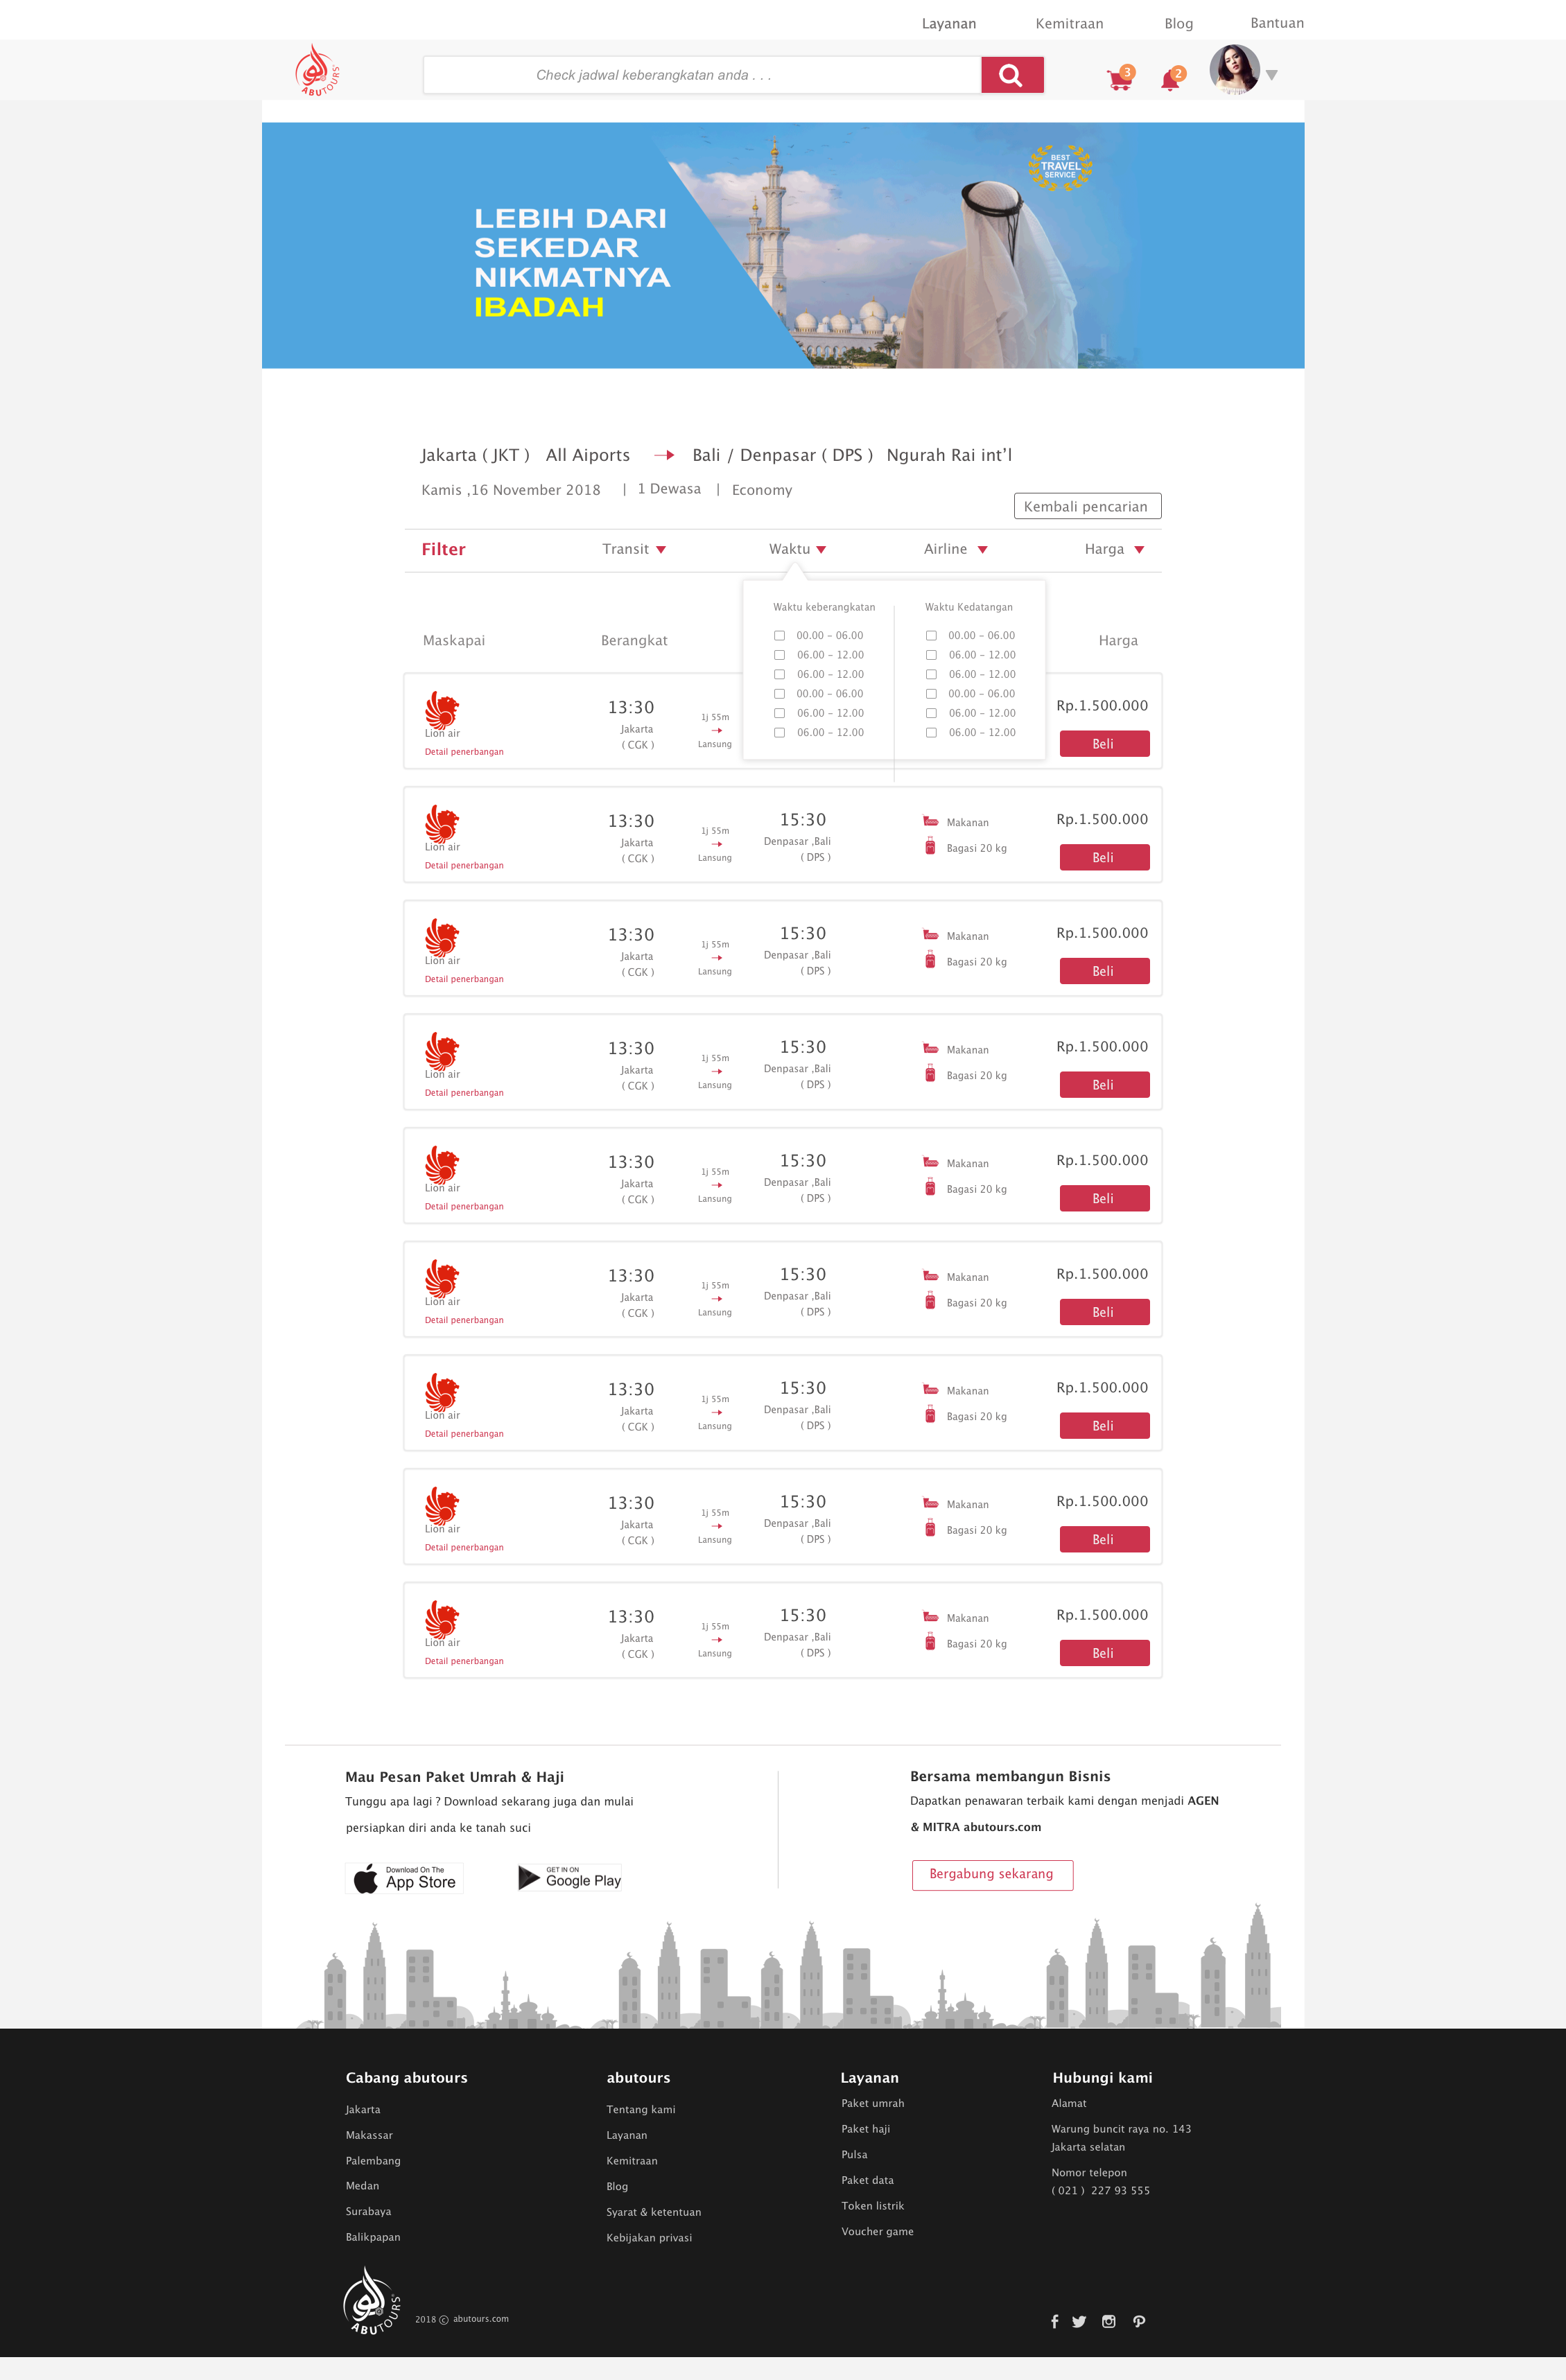 Layanan
Kemitraan
Blog
Bantuan
ABUTOURS
Check jadwal keberangkatan anda . . .
3
2
BEST
TRAVEL
SERVICE
LEBIH DARI
SEKEDAR
NIKMATNYA
IBADAH
Jakarta ( JKT ) All Aiports Bali / Denpasar ( DPS ) Ngurah Rai int'l
Kamis ,16 November 2018 | 1 Dewasa | Economy
Kembali pencarian
Filter
Transit
Waktu
Airline
Harga
Waktu keberangkatan
00.00 - 06.00
06.00 - 12.00
06.00 - 12.00
00.00 - 06.00
06.00 - 12.00
06.00 - 12.00
Waktu Kedatangan
00.00 - 06.00
06.00 - 12.00
06.00 - 12.00
00.00 - 06.00
06.00 - 12.00
06.00 - 12.00
Maskapai
Berangkat
Harga
Lion air
Detail penerbangan
13:30
Jakarta
( CGK )
1j 55m
Lansung
Rp.1.500.000
Beli
Lion air
Detail penerbangan
13:30
Jakarta
( CGK )
1j 55m
Lansung
15:30
Denpasar ,Bali
( DPS )
Makanan
Bagasi 20 kg
Rp.1.500.000
Beli
Lion air
Detail penerbangan
13:30
Jakarta
( CGK )
1j 55m
Lansung
15:30
Denpasar ,Bali
( DPS )
Makanan
Bagasi 20 kg
Rp.1.500.000
Beli
Lion air
Detail penerbangan
13:30
Jakarta
( CGK )
1j 55m
Lansung
15:30
Denpasar ,Bali
( DPS )
Makanan
Bagasi 20 kg
Rp.1.500.000
Beli
Lion air
Detail penerbangan
13:30
Jakarta
( CGK )
1j 55m
Lansung
15:30
Denpasar ,Bali
( DPS )
Makanan
Bagasi 20 kg
Rp.1.500.000
Beli
Lion air
Detail penerbangan
13:30
Jakarta
( CGK )
1j 55m
Lansung
15:30
Denpasar ,Bali
( DPS )
Makanan
Bagasi 20 kg
Rp.1.500.000
Beli
Lion air
Detail penerbangan
13:30
Jakarta
( CGK )
1j 55m
Lansung
15:30
Denpasar ,Bali
( DPS )
Makanan
Bagasi 20 kg
Rp.1.500.000
Beli
Lion air
Detail penerbangan
13:30
Jakarta
( CGK )
1j 55m
Lansung
15:30
Denpasar ,Bali
( DPS )
Makanan
Bagasi 20 kg
Rp.1.500.000
Beli
Lion air
Detail penerbangan
13:30
Jakarta
( CGK )
1j 55m
Lansung
15:30
Denpasar ,Bali
( DPS )
Makanan
Bagasi 20 kg
Rp.1.500.000
Beli
Mau Pesan Paket Umrah & Haji
Tunggu apa lagi ? Download sekarang juga dan mulai
persiapkan diri anda ke tanah suci
Download On The
App Store
GET IN ON
Google Play
Bersama membangun Bisnis
Dapatkan penawaran terbaik kami dengan menjadi AGEN
& MITRA abutours.com
Bergabung sekarang
Cabang abutours
Jakarta
Makassar
Palembang
Medan
Surabaya
Balikpapan
abutours
Tentang kami
Layanan
Kemitraan
Blog
Syarat & ketentuan
Kebijakan privasi
Layanan
Paket umrah
Paket haji
Pulsa
Paket data
Token listrik
Voucher game
Hubungi kami
Alamat
Warung buncit raya no. 143
Jakarta selatan
Nomor telepon
( 021 ) 227 93 555
ABUTOURS
2018 © abutours.com